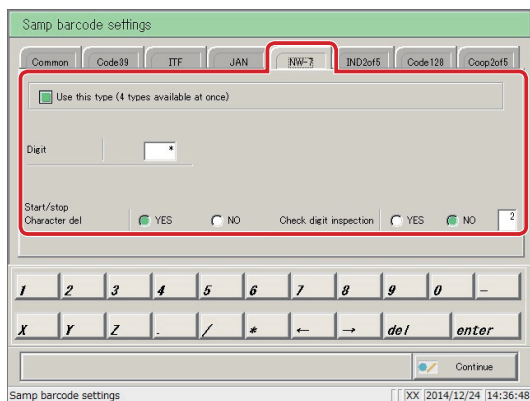 Samp barcode settings
Common Code39 ITF JAN NW-7 IND2of5 Code128 Coop2of5
Use this type (4 types available at once)
Digit *
Start/stop
Character del YES NO Check digit inspection YES NO 2
1 2 3 4 5 6 7 8 9 0 -
X Y Z . / * ← → del enter
Continue
Samp barcode settings XX 2014/12/24 14:36:48